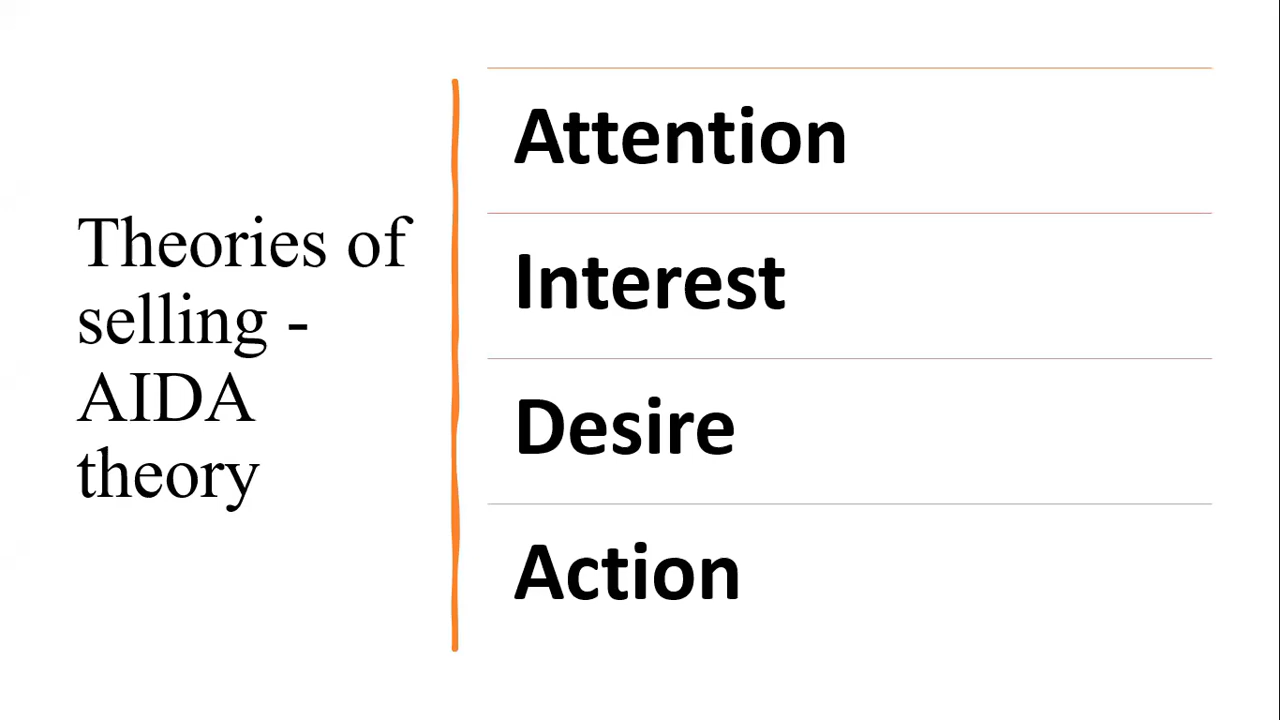 Theories of
selling -
AIDA
theory
Attention
Interest
Desire
Action